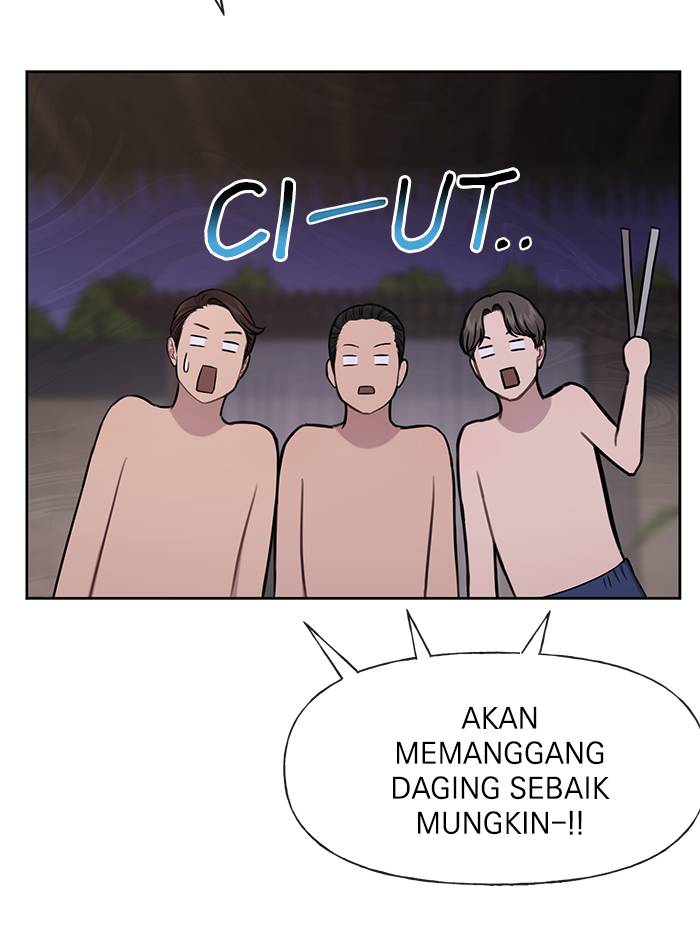 CI-UT..
AKAN
MEMANGGANG
DAGING SEBAIK
MUNGKIN-!!